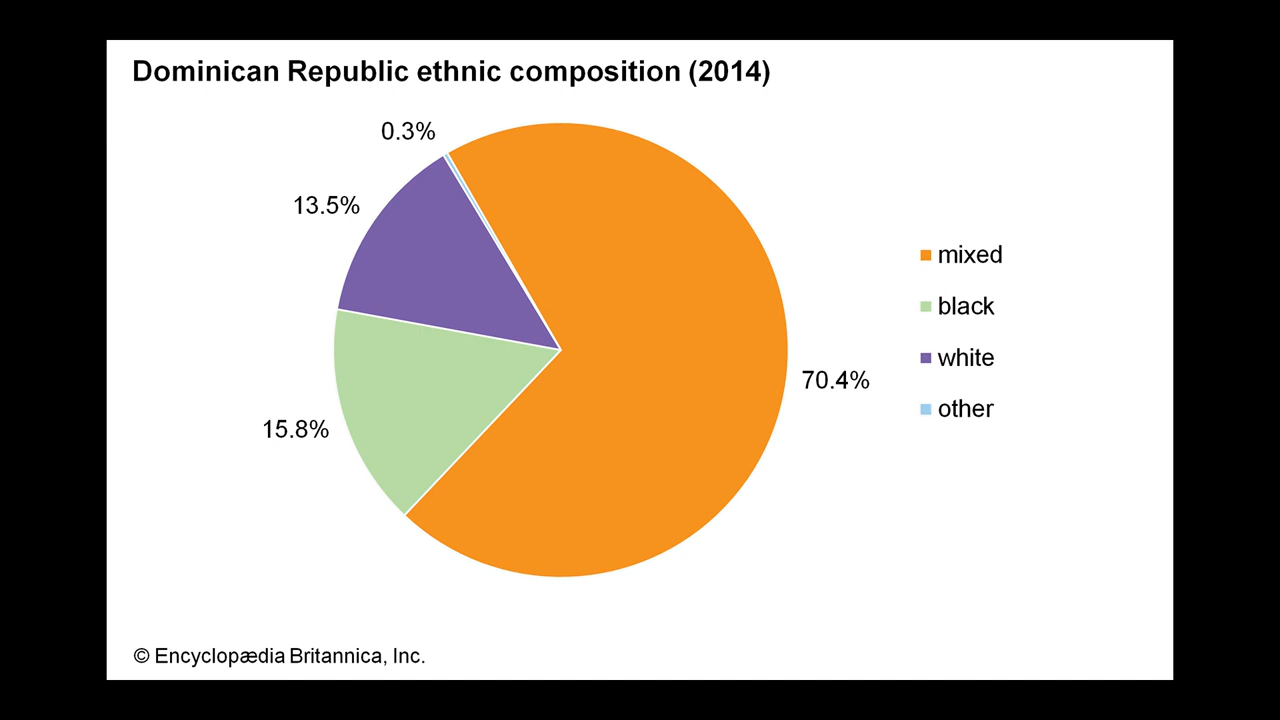 Dominican Republic ethnic composition (2014)
0.3%
13.5%
15.8%
70.4%
mixed
black
white
other
© Encyclopædia Britannica, Inc.